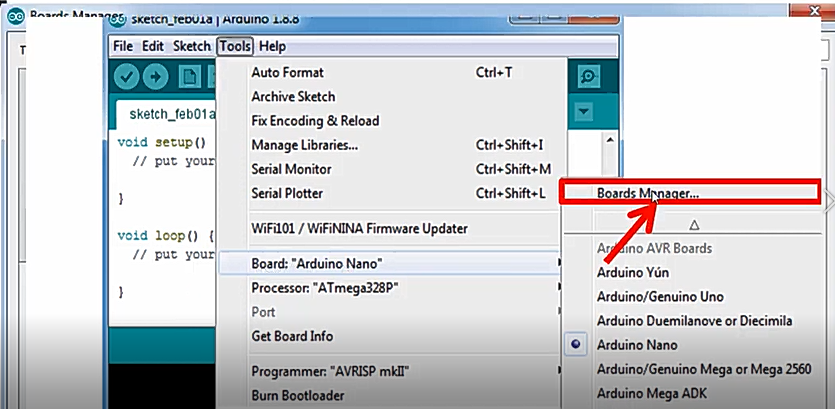 Boards Manager
sketch_feb01a | Arduino 1.8.8
File Edit Sketch Tools Help
Auto Format Ctrl+T
Archive Sketch
Fix Encoding & Reload
Manage Libraries... Ctrl+Shift+I
Serial Monitor Ctrl+Shift+M
Serial Plotter Ctrl+Shift+L
WiFi101 / WiFiNINA Firmware Updater
Board: "Arduino Nano"
Processor: "ATmega328P"
Port
Get Board Info
Programmer: "AVRISP mkII"
Burn Bootloader
sketch_feb01a
void setup()
// put your
}
void loop() {
// put your
}
Boards Manager...
Arduino AVR Boards
Arduino Yún
Arduino/Genuino Uno
Arduino Duemilanove or Diecimila
Arduino Nano
Arduino/Genuino Mega or Mega 2560
Arduino Mega ADK